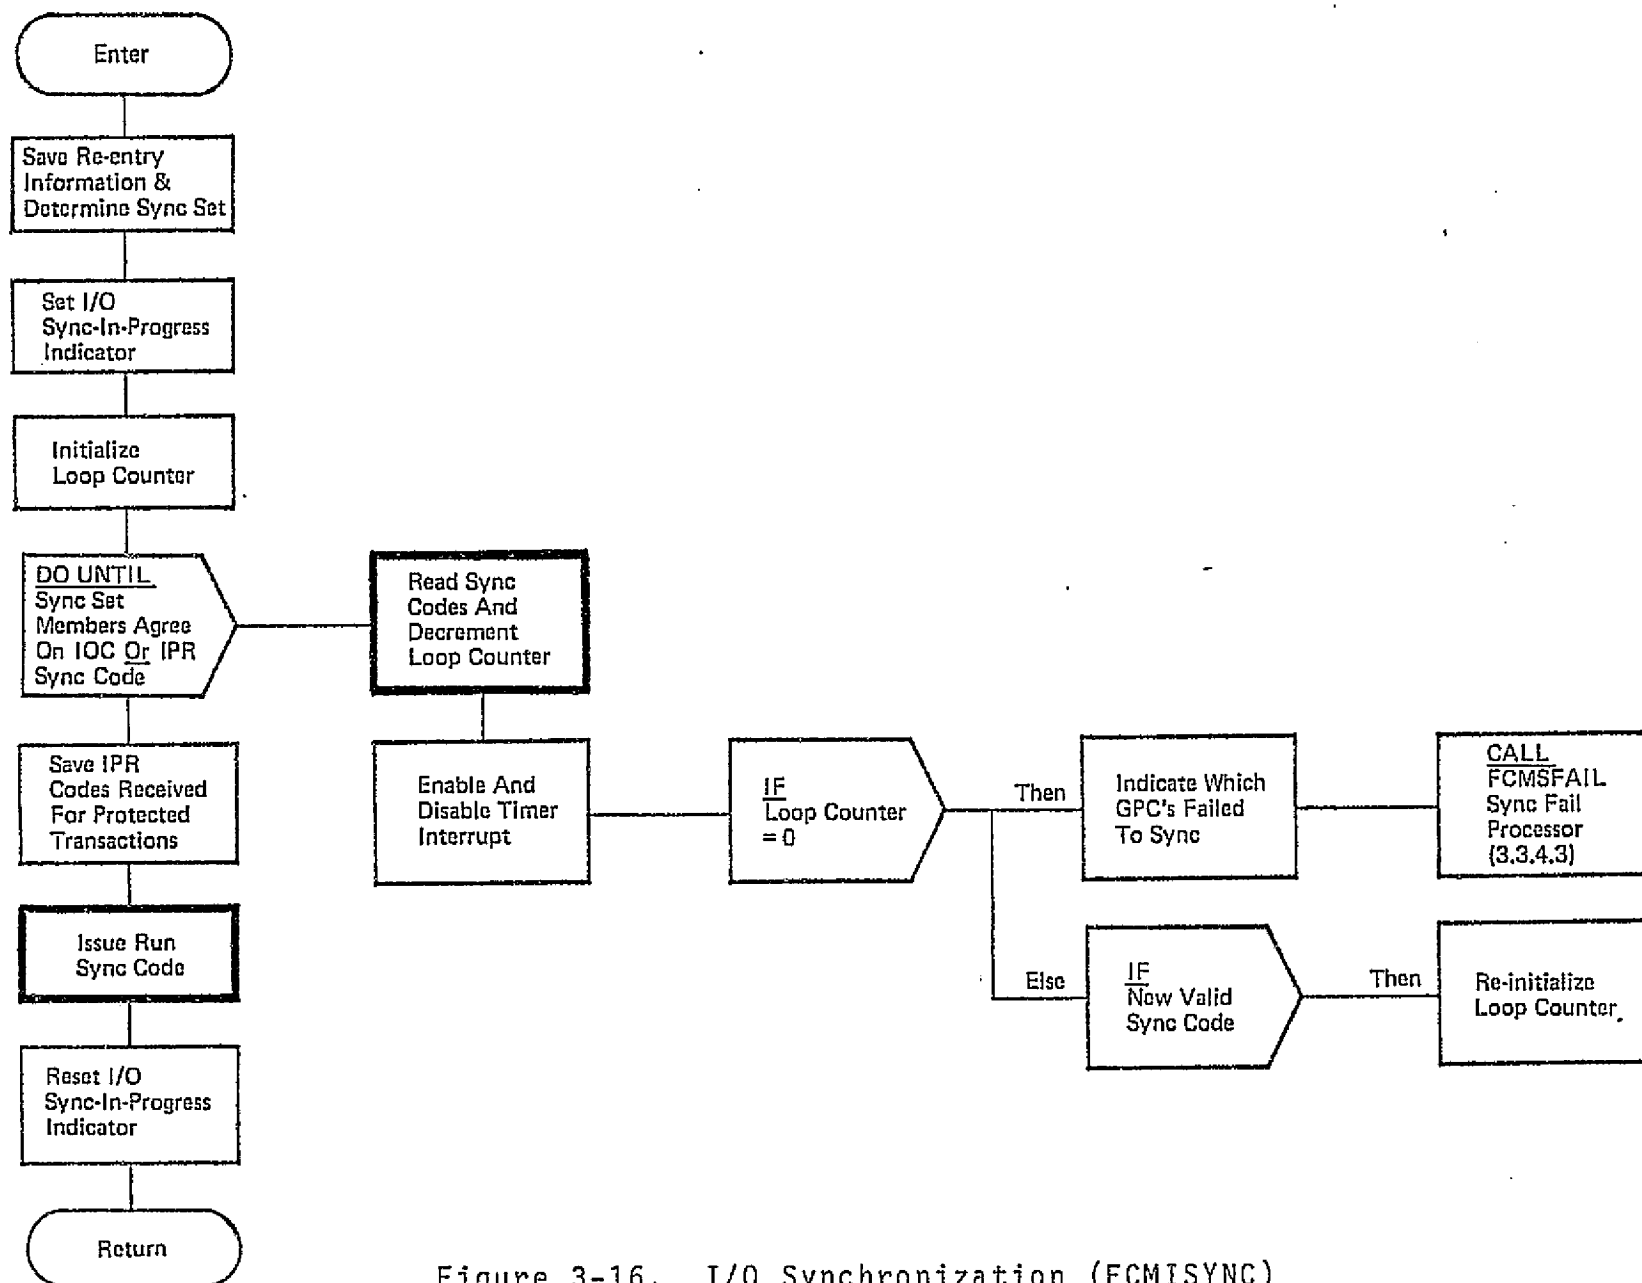 Enter
Save Re-entry
Information &
Determine Sync Set
Set I/O
Sync-In-Progress
Indicator
Initialize
Loop Counter
DO UNTIL
Sync Set
Members Agree
On IOC Or IPR
Sync Code
Read Sync
Codes And
Decrement
Loop Counter
Enable And
Disable Timer
Interrupt
IF
Loop Counter
= 0
Then
Indicate Which
GPC's Failed
To Sync
CALL
FCMSFAIL
Sync Fail
Processor
(3.3.4.3)
Else
IF
New Valid
Sync Code
Then
Re-initialize
Loop Counter
Save IPR
Codes Received
For Protected
Transactions
Issue Run
Sync Code
Reset I/O
Sync-In-Progress
Indicator
Return
Figure 3-16. I/O Synchronization (FCMISYNC)